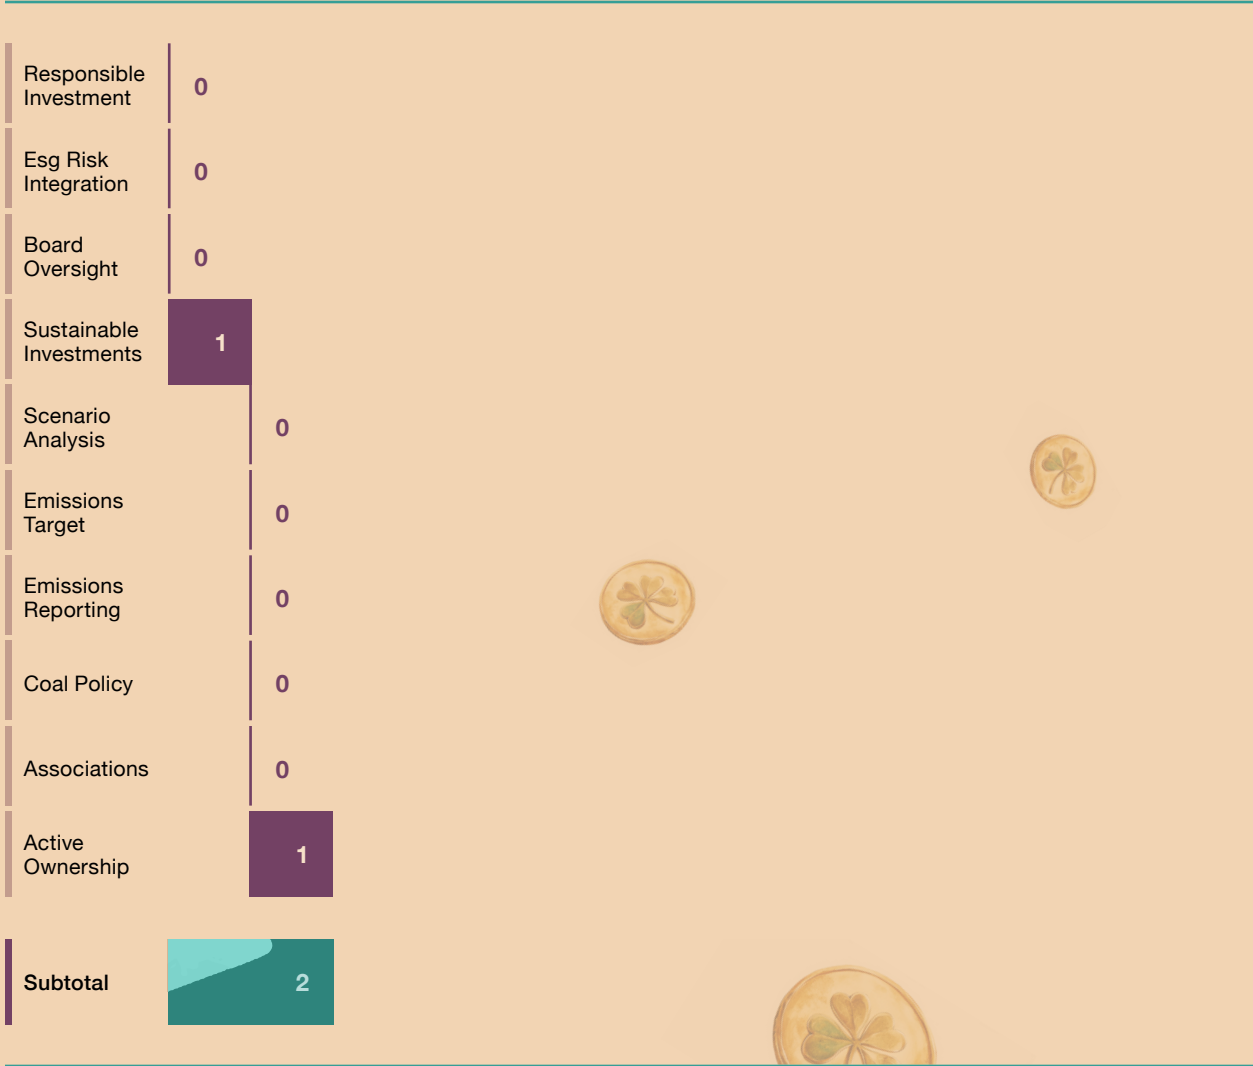 Responsible
Investment
0
Esg Risk
Integration
0
Board
Oversight
0
Sustainable
Investments
1
Scenario
Analysis
0
Emissions
Target
0
Emissions
Reporting
0
Coal Policy
0
Associations
0
Active
Ownership
1
Subtotal
2